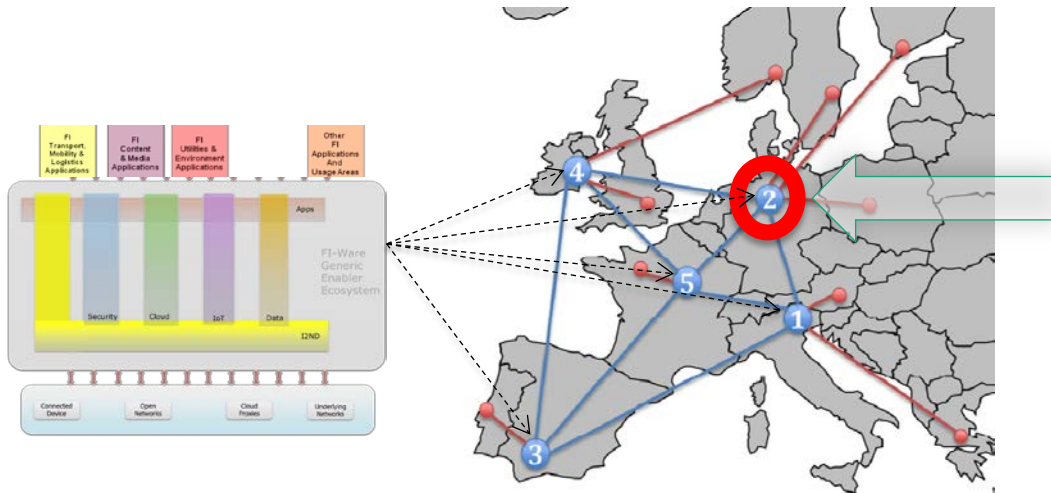 FI
Transport,
Mobility &
Logistics
Applications
FI
Content
& Media
Applications
FI
Utilities &
Environment
Applications
Other
FI
Applications
And
Usage Areas
Apps
FI-Ware
Generic
Enabler
Ecosystem
Security
Cloud
IoT
Data
I2ND
Connected
Device
Open
Networks
Cloud
Proxies
Underlying
Networks
4
2
5
1
3